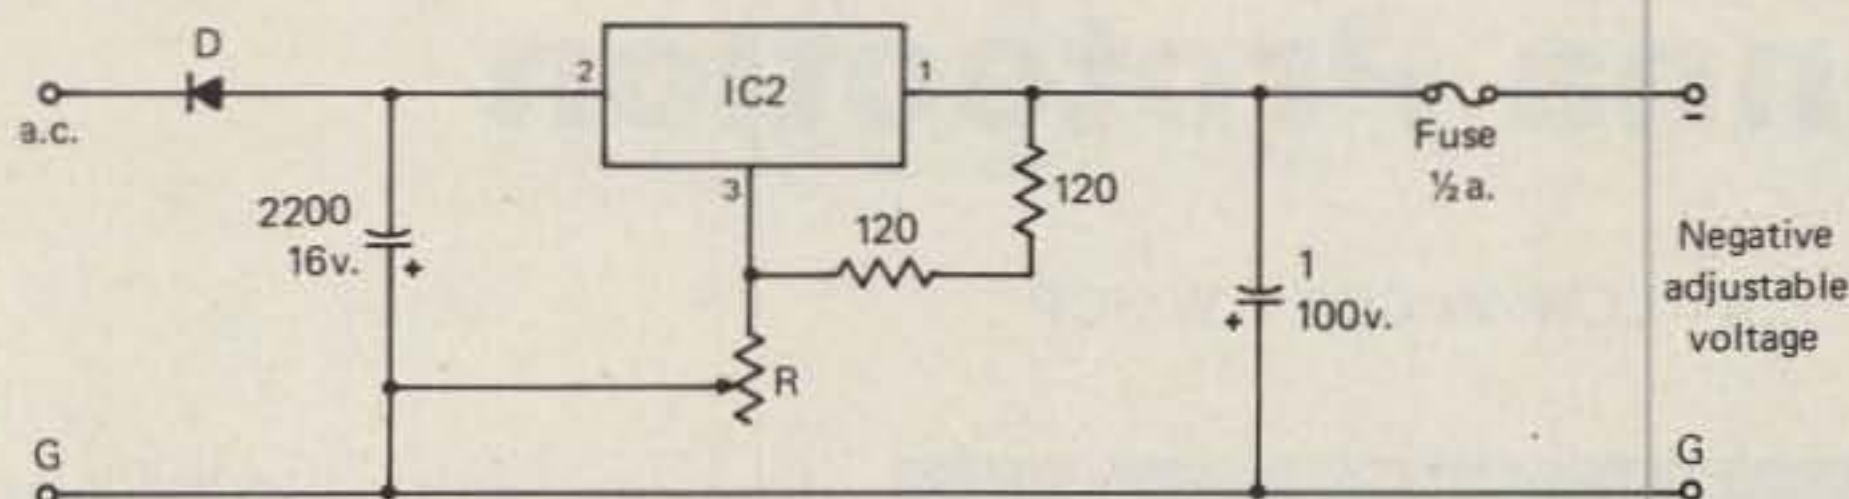 D
a.c.
2
IC2
1
3
Fuse
½a.
-
120
120
2200
16v.
+
1
100v.
+
R
Negative
adjustable
voltage
G
G